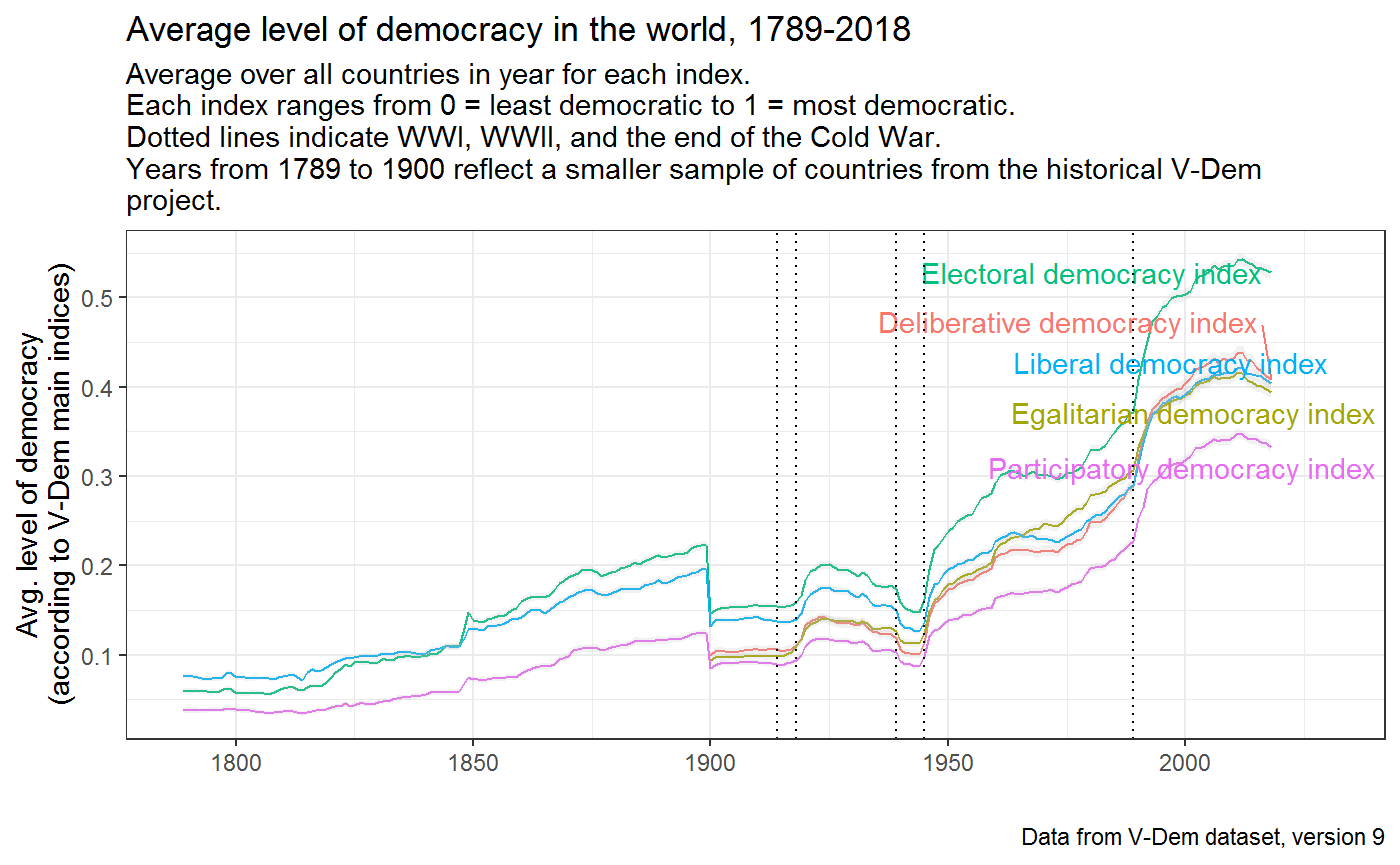 Average level of democracy in the world, 1789-2018
Average over all countries in year for each index.
Each index ranges from 0 = least democratic to 1 = most democratic.
Dotted lines indicate WWI, WWII, and the end of the Cold War.
Years from 1789 to 1900 reflect a smaller sample of countries from the historical V-Dem
project.
Avg. level of democracy
(according to V-Dem main indices)
0.5
0.4
0.3
0.2
0.1
Electoral democracy index
Deliberative democracy index
Liberal democracy index
Egalitarian democracy index
Participatory democracy index
1800
1850
1900
1950
2000
Data from V-Dem dataset, version 9